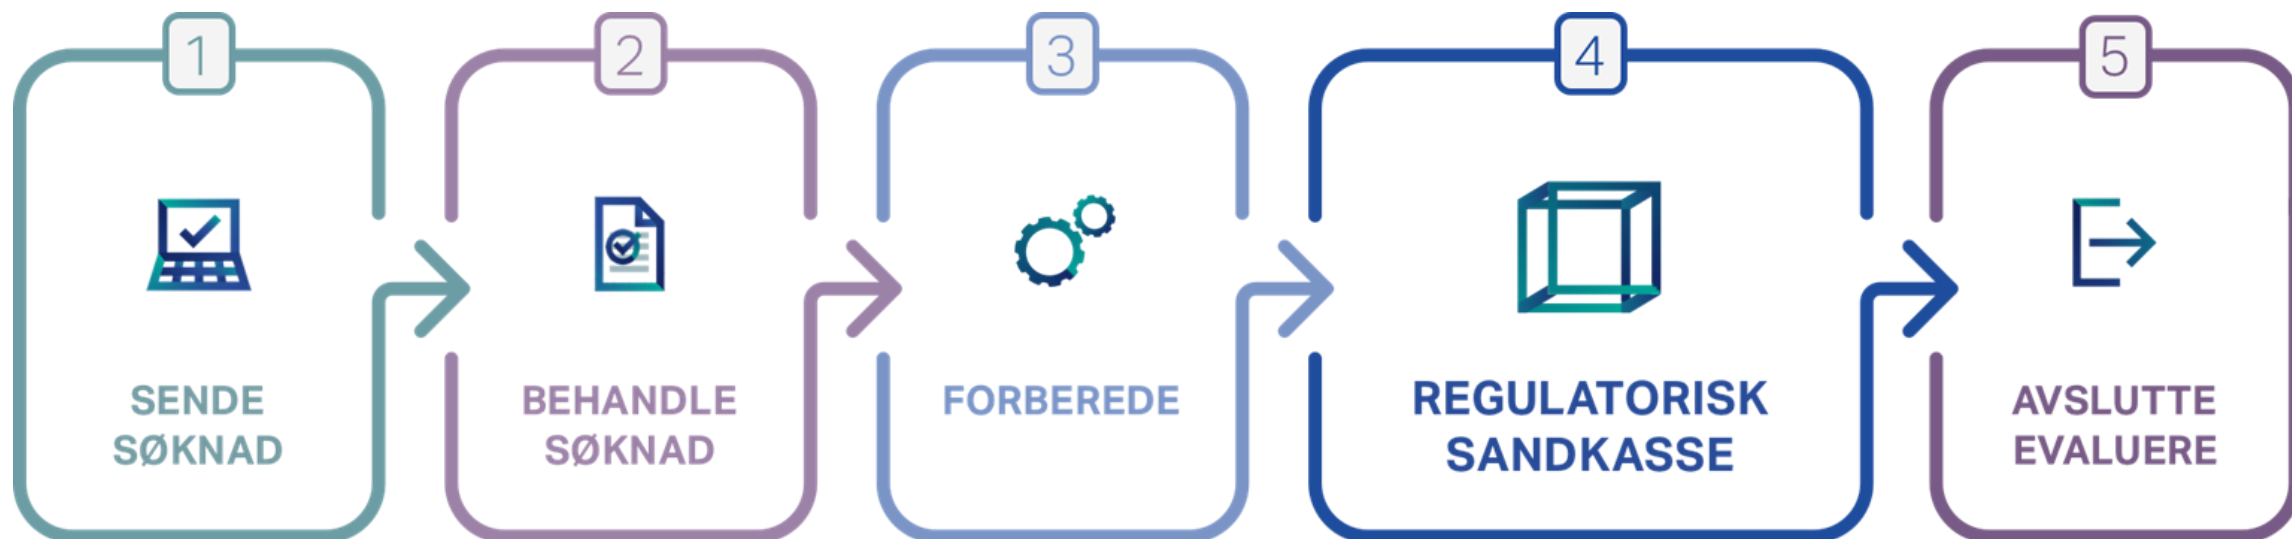 1
SENDE
SØKNAD
2
BEHANDLE
SØKNAD
3
FORBEREDE
4
REGULATORISK
SANDKASSE
5
AVSLUTTE
EVALUERE